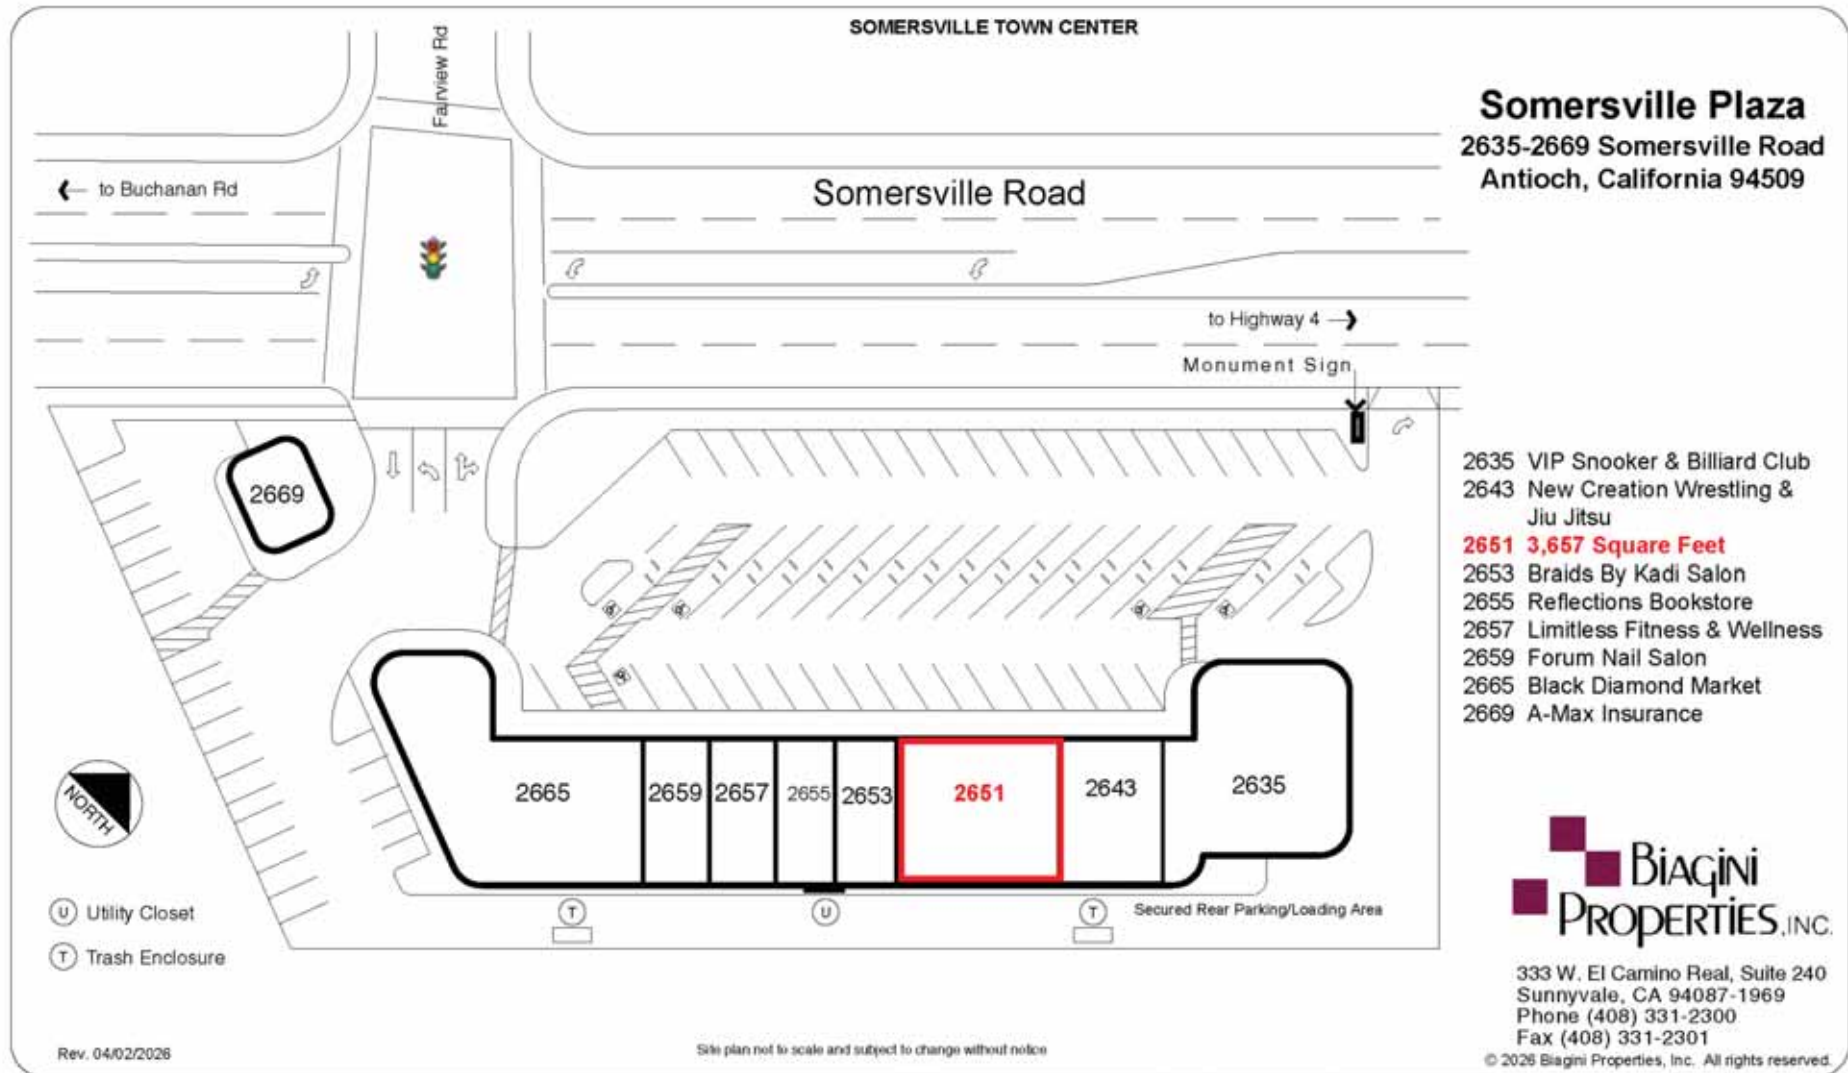 SOMERSVILLE TOWN CENTER
Fairview Rd
Somersville Plaza
2635-2669 Somersville Road
Antioch, California 94509
to Buchanan Rd
Somersville Road
to Highway 4
Monument Sign
2669
2635 VIP Snooker & Billiard Club
2643 New Creation Wrestling &
Jiu Jitsu
2651 3,657 Square Feet
2653 Braids By Kadi Salon
2655 Reflections Bookstore
2657 Limitless Fitness & Wellness
2659 Forum Nail Salon
2665 Black Diamond Market
2669 A-Max Insurance
2665 2659 2657 2655 2653 2651 2643 2635
NORTH
U Utility Closet
T Trash Enclosure
T
U
T
Secured Rear Parking/Loading Area
BiAgini
PROPERTiES, INC.
333 W. El Camino Real, Suite 240
Sunnyvale, CA 94087-1969
Phone (408) 331-2300
Fax (408) 331-2301
Rev. 04/02/2026
Site plan not to scale and subject to change without notice
© 2026 Biagini Properties, Inc. All rights reserved.